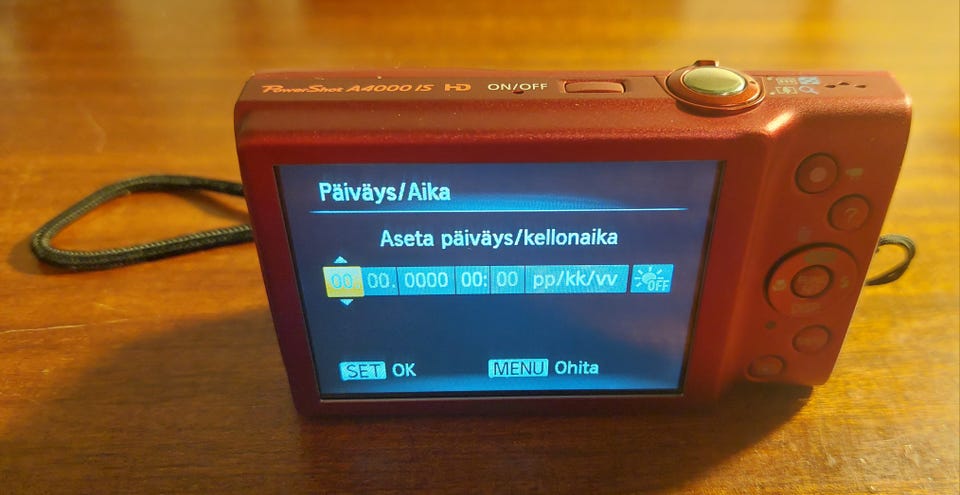 PowerShot A4000 IS HD ON/OFF
Päiväys/Aika
Aseta päiväys/kellonaika
00 00. 0000 00: 00 pp/kk/vv OFF
SET OK MENU Ohita
?